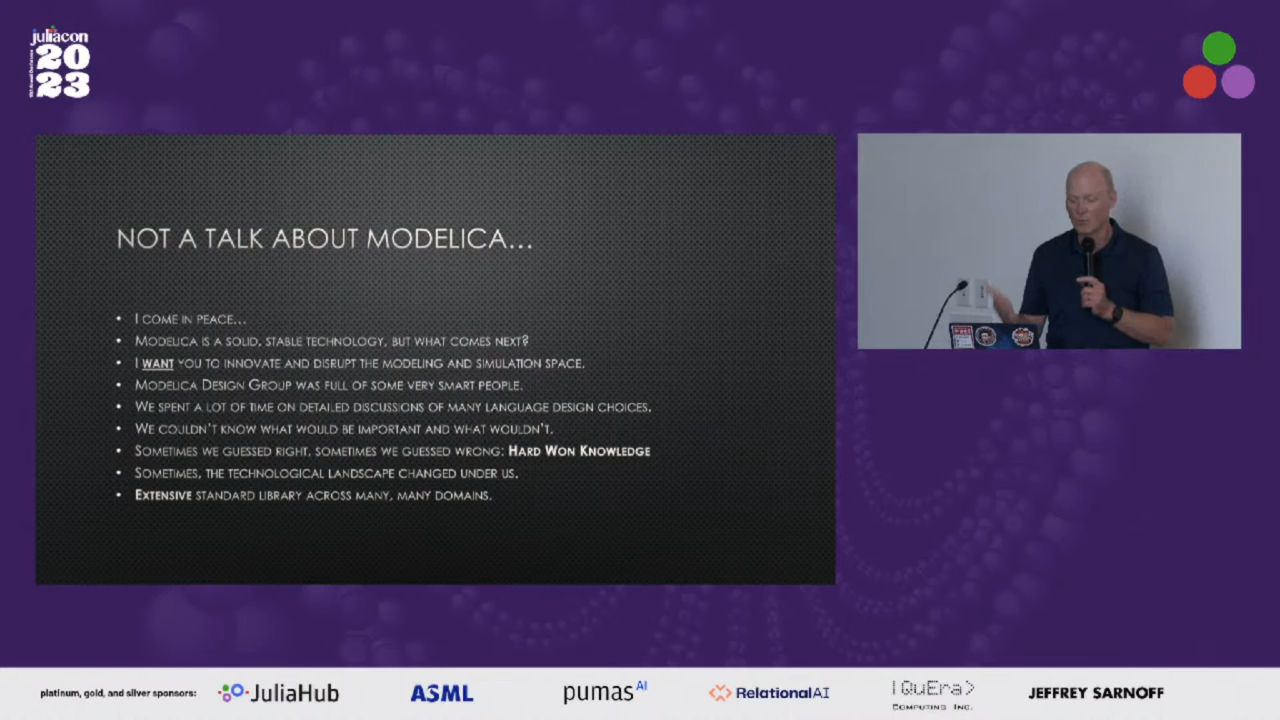 juliacon
20
23
NOT A TALK ABOUT MODELICA...
• I COME IN PEACE...
• MODELICA IS A SOLID, STABLE TECHNOLOGY, BUT WHAT COMES NEXT?
• I WANT YOU TO INNOVATE AND DISRUPT THE MODELING AND SIMULATION SPACE.
• MODELICA DESIGN GROUP WAS FULL OF SOME VERY SMART PEOPLE.
• WE SPENT A LOT OF TIME ON DETAILED DISCUSSIONS OF MANY LANGUAGE DESIGN CHOICES.
• WE COULDN'T KNOW WHAT WOULD BE IMPORTANT AND WHAT WOULDN'T.
• SOMETIMES WE GUESSED RIGHT, SOMETIMES WE GUESSED WRONG: HARD WON KNOWLEDGE
• SOMETIMES, THE TECHNOLOGICAL LANDSCAPE CHANGED UNDER US.
• EXTENSIVE STANDARD LIBRARY ACROSS MANY, MANY DOMAINS.
platinum, gold, and silver sponsors: JuliaHub ASML pumas AI RelationalAI |QuEra> COMPUTING INC. JEFFREY SARNOFF